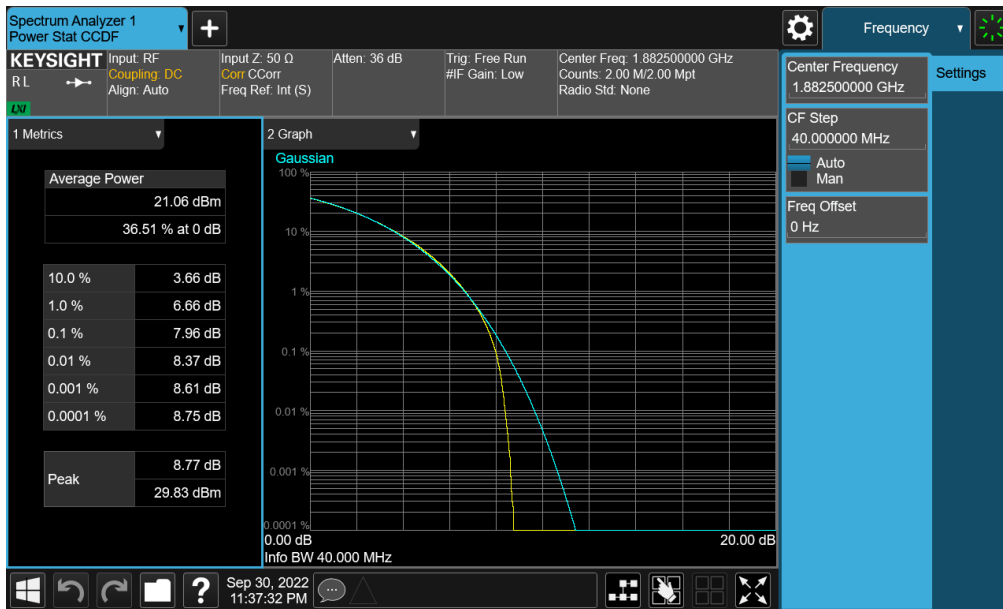 Spectrum Analyzer 1
Power Stat CCDF
Frequency
KEYSIGHT
R L
LXI
Input: RF
Coupling: DC
Align: Auto
Input Z: 50 Ω
Corr CCorr
Freq Ref: Int (S)
Atten: 36 dB
Trig: Free Run
#IF Gain: Low
Center Freq: 1.882500000 GHz
Counts: 2.00 M/2.00 Mpt
Radio Std: None
Center Frequency
1.882500000 GHz
Settings
CF Step
40.000000 MHz
Auto
Man
Freq Offset
0 Hz
1 Metrics
Average Power
21.06 dBm
36.51 % at 0 dB
10.0 % 3.66 dB
1.0 % 6.66 dB
0.1 % 7.96 dB
0.01 % 8.37 dB
0.001 % 8.61 dB
0.0001 % 8.75 dB
Peak
8.77 dB
29.83 dBm
2 Graph
Gaussian
100 %
10 %
1 %
0.1 %
0.01 %
0.001 %
0.0001 %
0.00 dB 20.00 dB
Info BW 40.000 MHz
?
Sep 30, 2022
11:37:32 PM